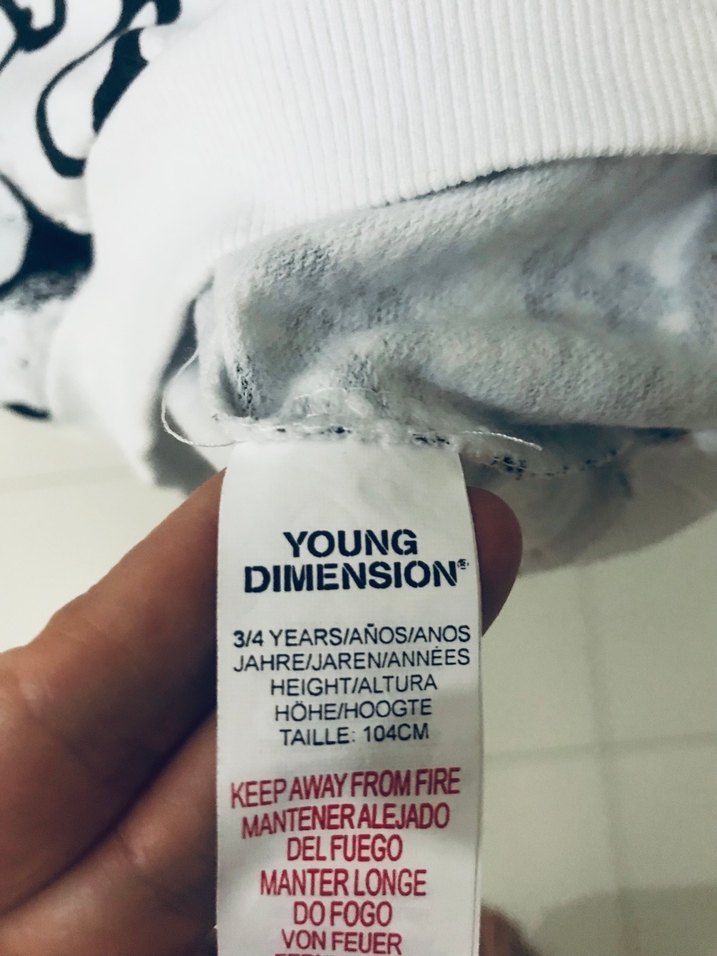 YOUNG
DIMENSION®
3/4 YEARS/AÑOS/ANOS
JAHRE/JAREN/ANNÉES
HEIGHT/ALTURA
HÖHE/HOOGTE
TAILLE: 104CM
KEEP AWAY FROM FIRE
MANTENER ALEJADO
DEL FUEGO
MANTER LONGE
DO FOGO
VON FEUER